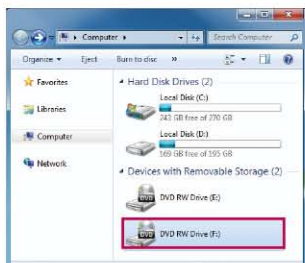 Computer
Search Computer
Organize
Eject
Burn to disc
»
Favorites
Libraries
Computer
Network
Hard Disk Drives (2)
Local Disk (C:)
243 GB free of 270 GB
Local Disk (D:)
169 GB free of 195 GB
Devices with Removable Storage (2)
DVD RW Drive (E:)
DVD RW Drive (F:)